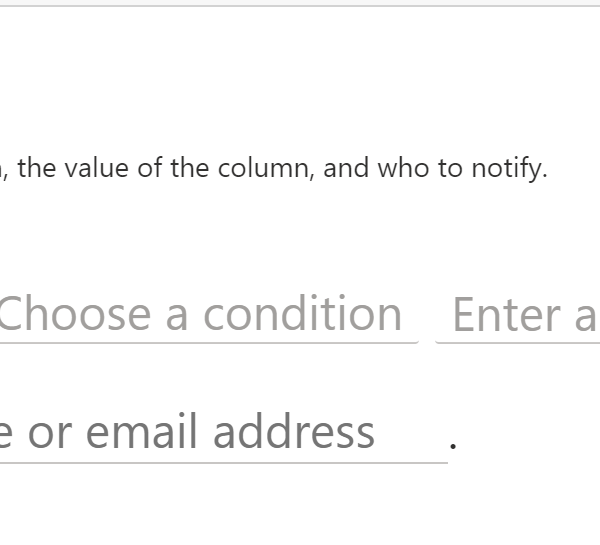 , the value of the column, and who to notify.
Choose a condition Enter a
or email address .